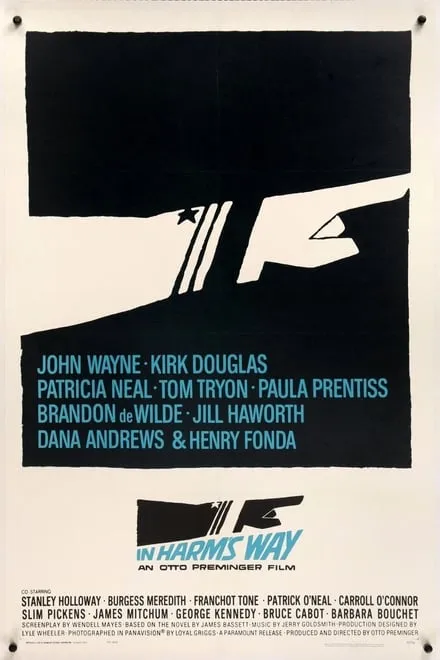 JOHN WAYNE · KIRK DOUGLAS
PATRICIA NEAL · TOM TRYON · PAULA PRENTISS
BRANDON de WILDE · JILL HAWORTH
DANA ANDREWS & HENRY FONDA
IN HARMS WAY
AN OTTO PREMINGER FILM
CO-STARRING
STANLEY HOLLOWAY · BURGESS MEREDITH · FRANCHOT TONE · PATRICK O'NEAL · CARROLL O'CONNOR
SLIM PICKENS · JAMES MITCHUM · GEORGE KENNEDY · BRUCE CABOT · BARBARA BOUCHET
SCREENPLAY BY WENDELL MAYES · BASED ON THE NOVEL BY JAMES BASSETT · MUSIC BY JERRY GOLDSMITH · PRODUCTION DESIGNED BY
LYLE WHEELER · PHOTOGRAPHED IN PANAVISION® BY LOYAL GRIGGS · A PARAMOUNT RELEASE · PRODUCED AND DIRECTED BY OTTO PREMINGER